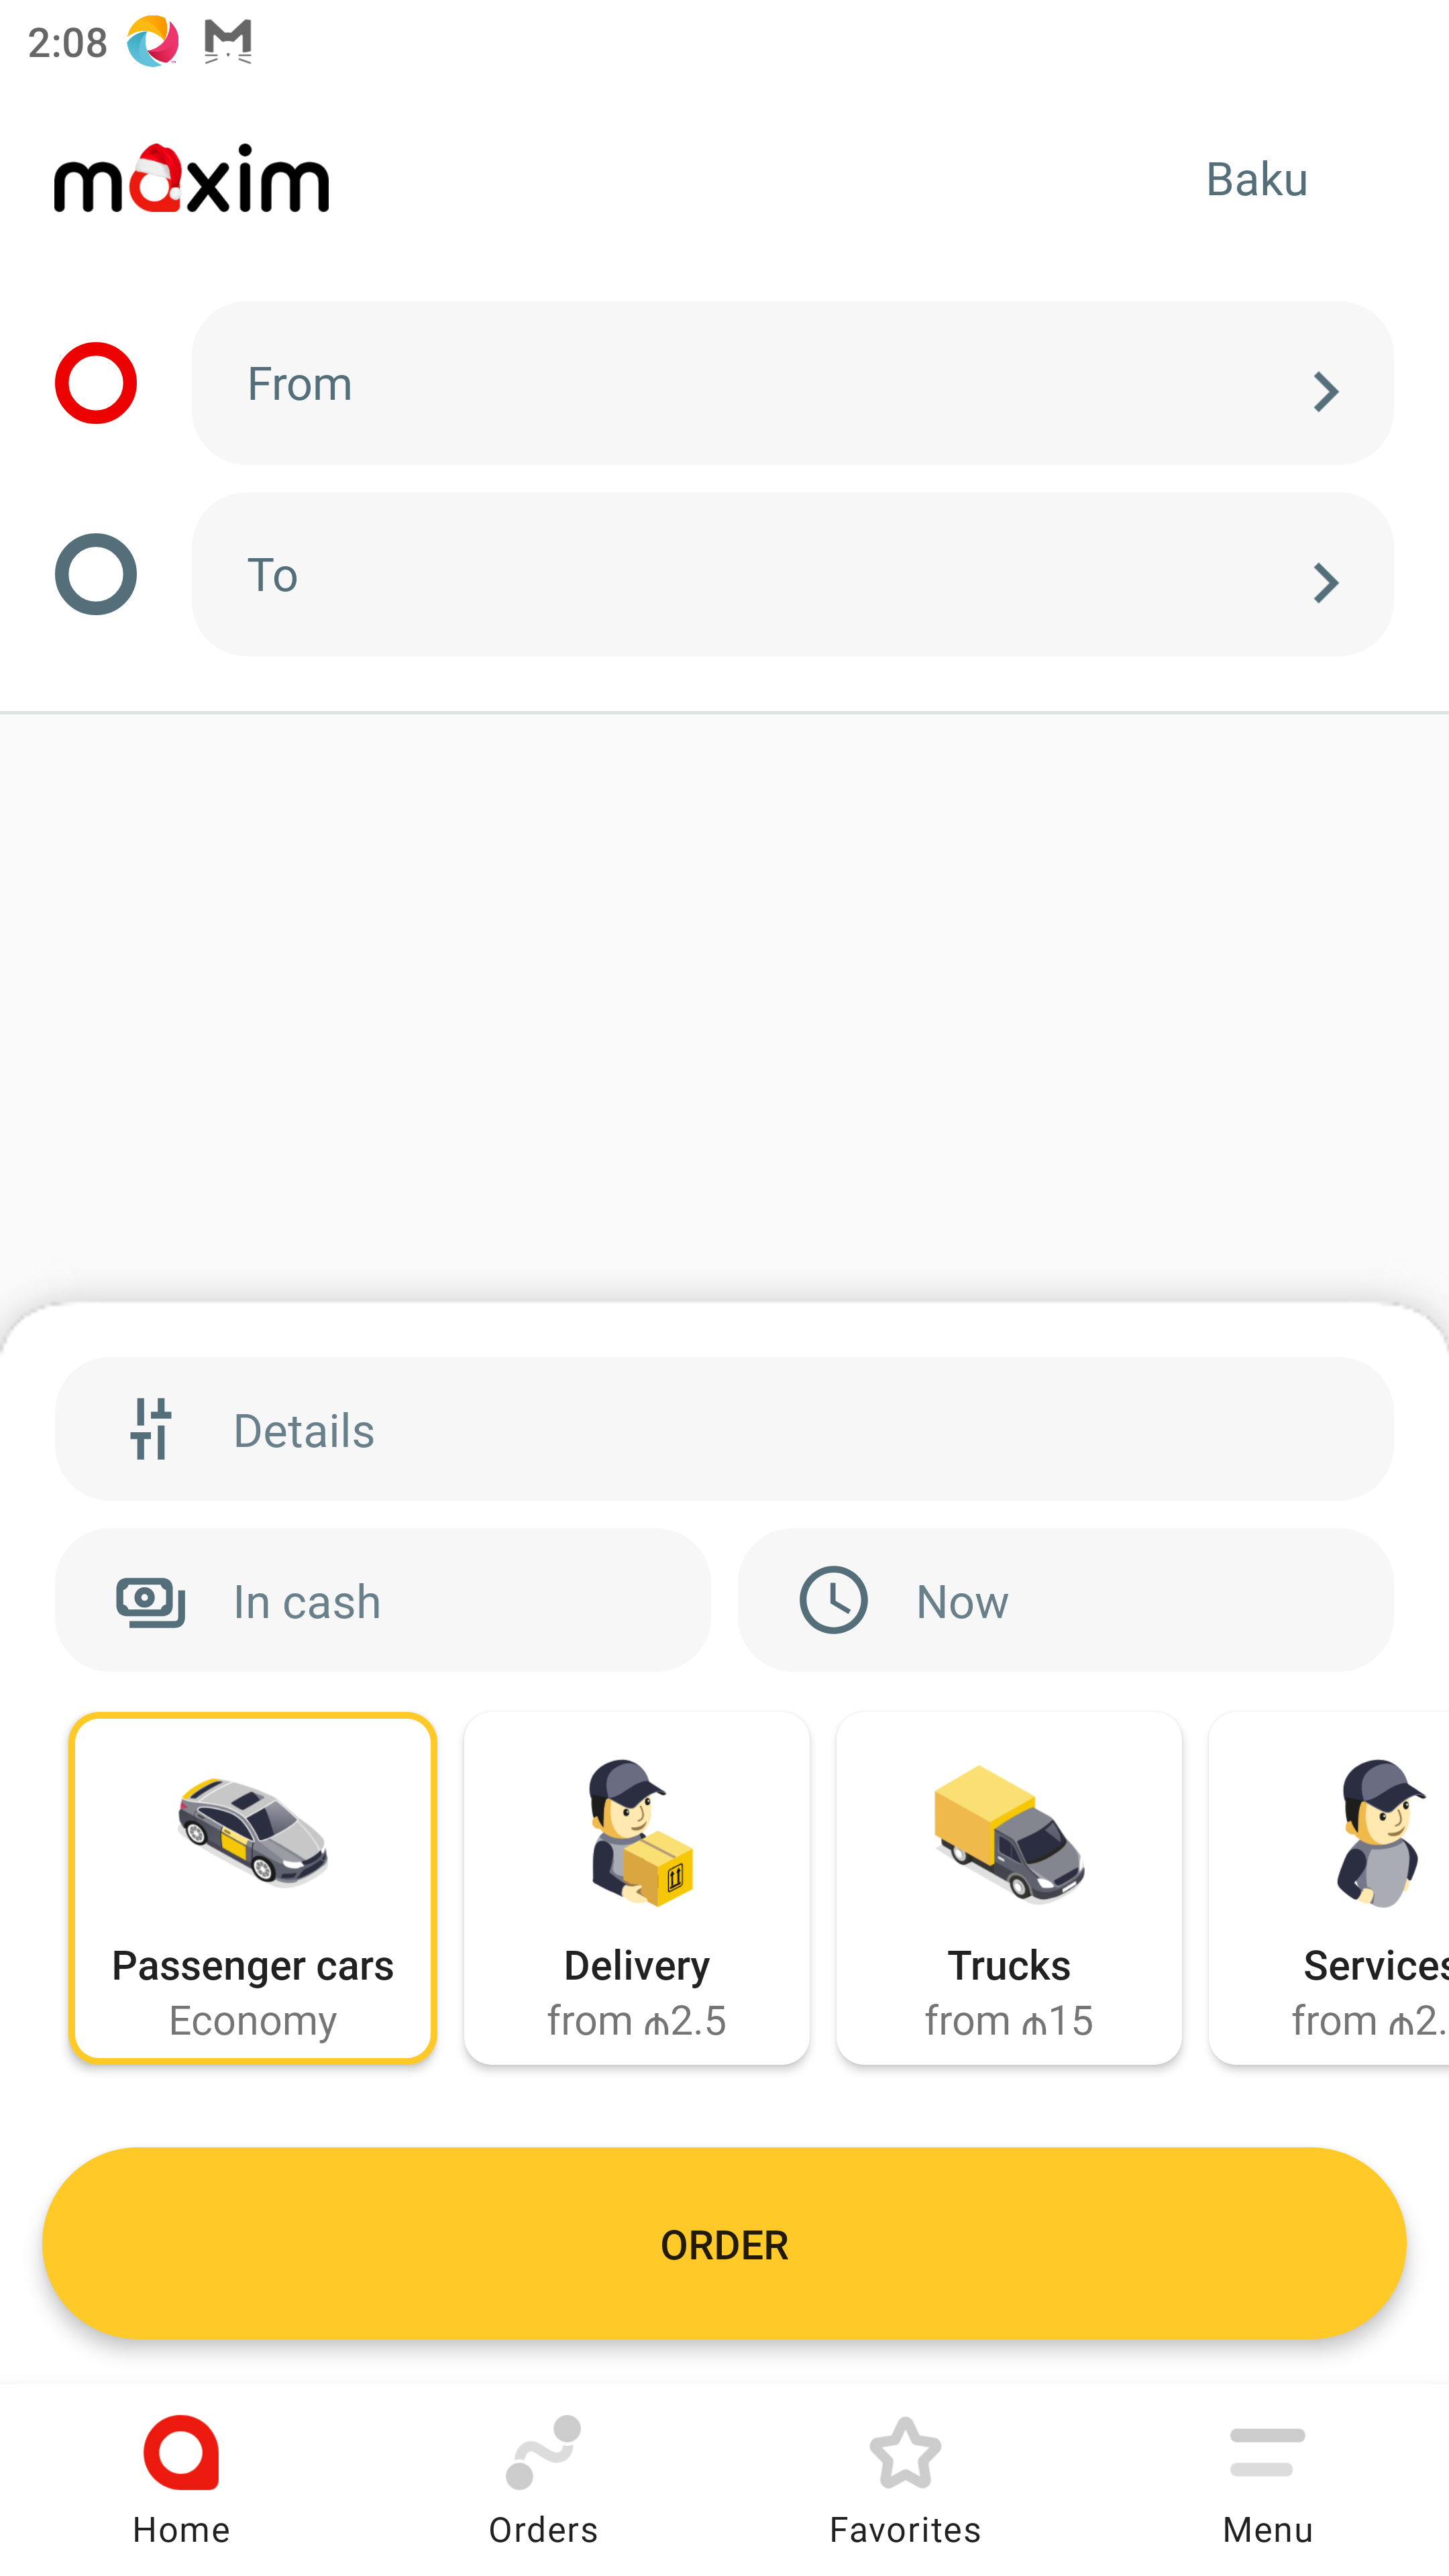 2:08
maxim
Baku
From
To
Details
In cash
Now
Passenger cars
Economy
Delivery
from ₼2.5
Trucks
from ₼15
Services
from ₼2.
ORDER
Home
Orders
Favorites
Menu